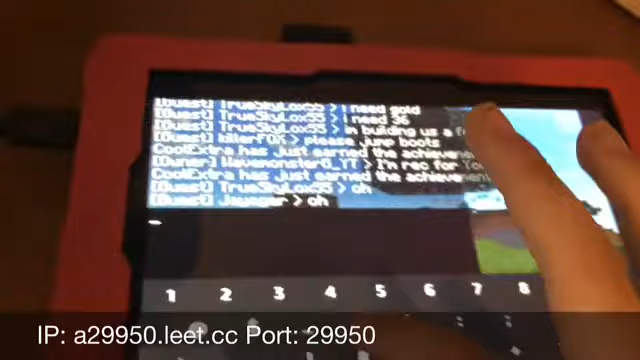 [Guest] TrueSkyLox55 > i need gold
[Guest] TrueSkyLox55 > i need 36
[Guest] TrueSkyLox55 > im building us a
[Guest] killerfOX > please jump boots
CoolExtra has just earned the achievement
[Owner] Wavemonster6_YT > I'm rec for
CoolExtra has just earned the achievement
[Guest] TrueSkyLox55 > oh
[Guest] Jayager > oh
1 2 3 4 5 6 7 8
IP: a29950.leet.cc Port: 29950